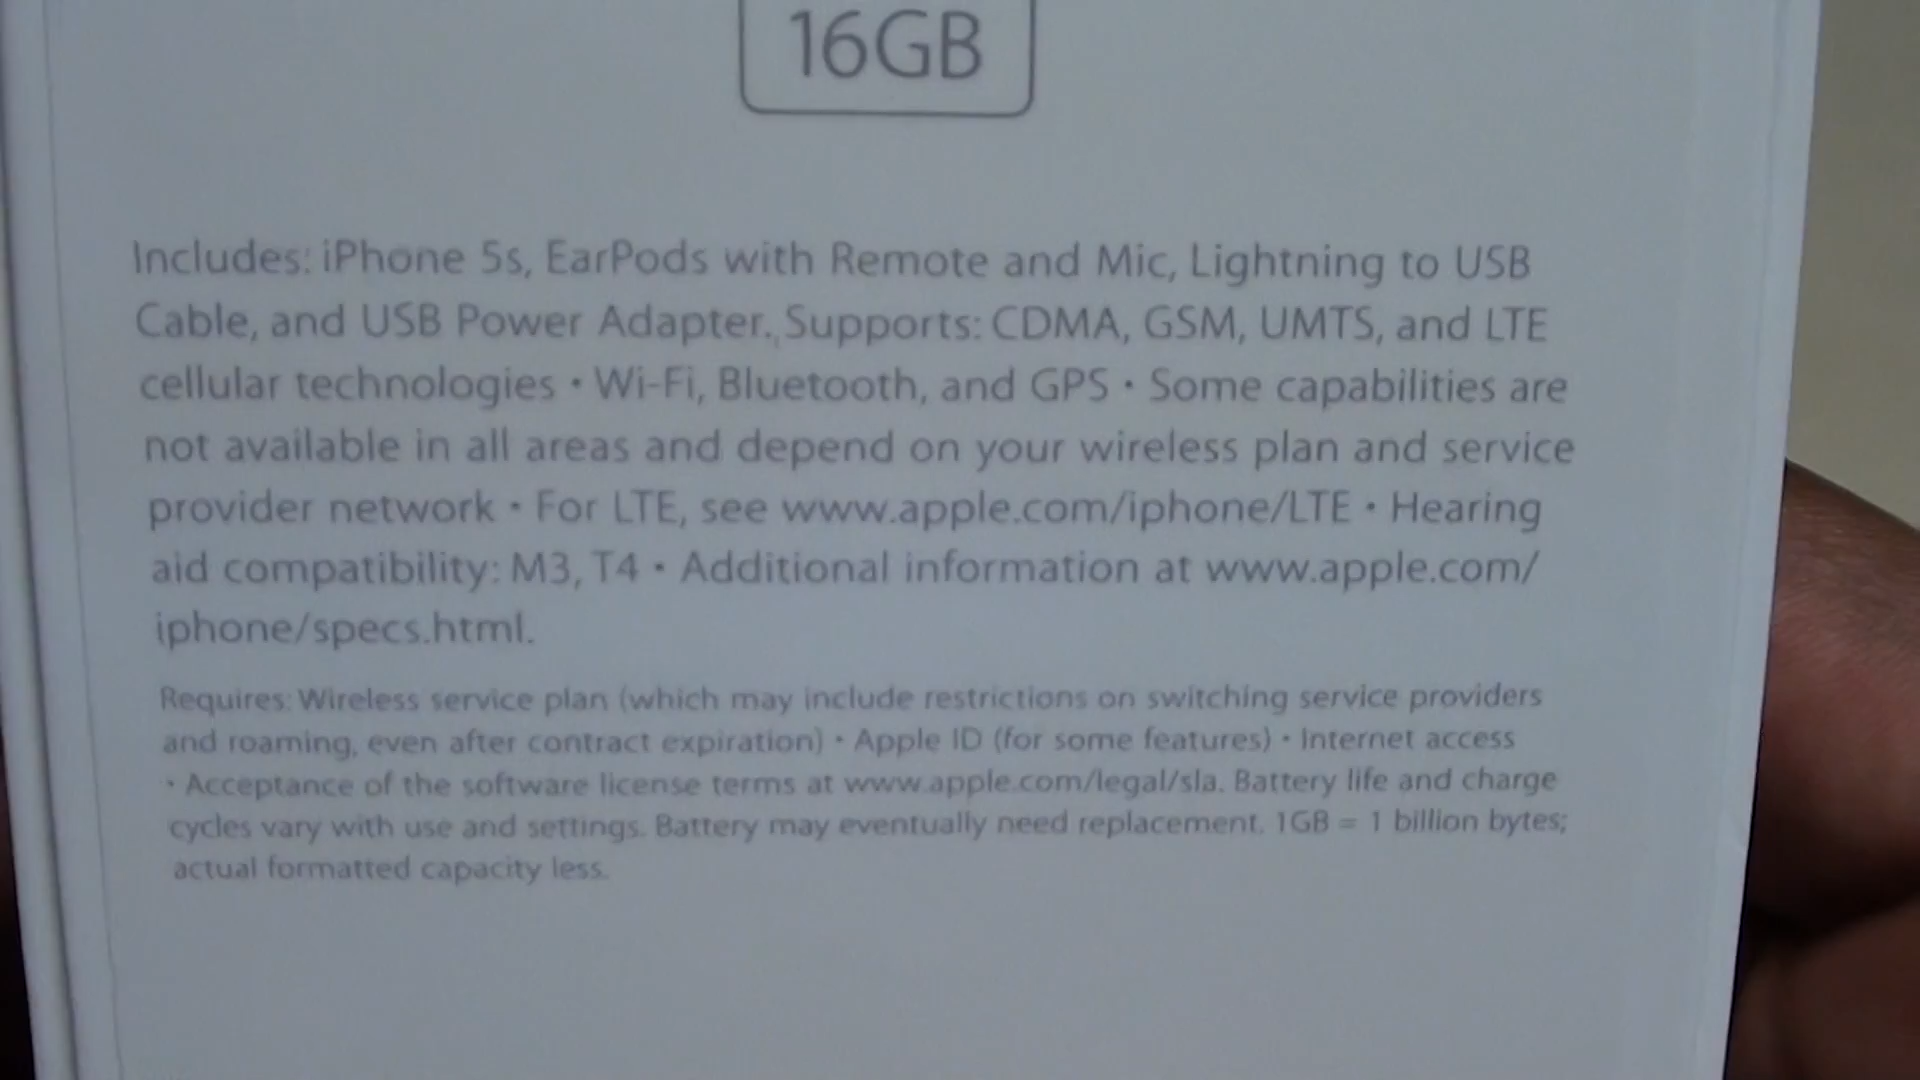 16GB
Includes: iPhone 5s, EarPods with Remote and Mic, Lightning to USB
Cable, and USB Power Adapter. Supports: CDMA, GSM, UMTS, and LTE
cellular technologies • Wi-Fi, Bluetooth, and GPS • Some capabilities are
not available in all areas and depend on your wireless plan and service
provider network • For LTE, see www.apple.com/iphone/LTE • Hearing
aid compatibility: M3, T4 • Additional information at www.apple.com/
iphone/specs.html.
Requires: Wireless service plan (which may include restrictions on switching service providers
and roaming, even after contract expiration) • Apple ID (for some features) • Internet access
• Acceptance of the software license terms at www.apple.com/legal/sla. Battery life and charge
cycles vary with use and settings. Battery may eventually need replacement. 1GB = 1 billion bytes;
actual formatted capacity less.